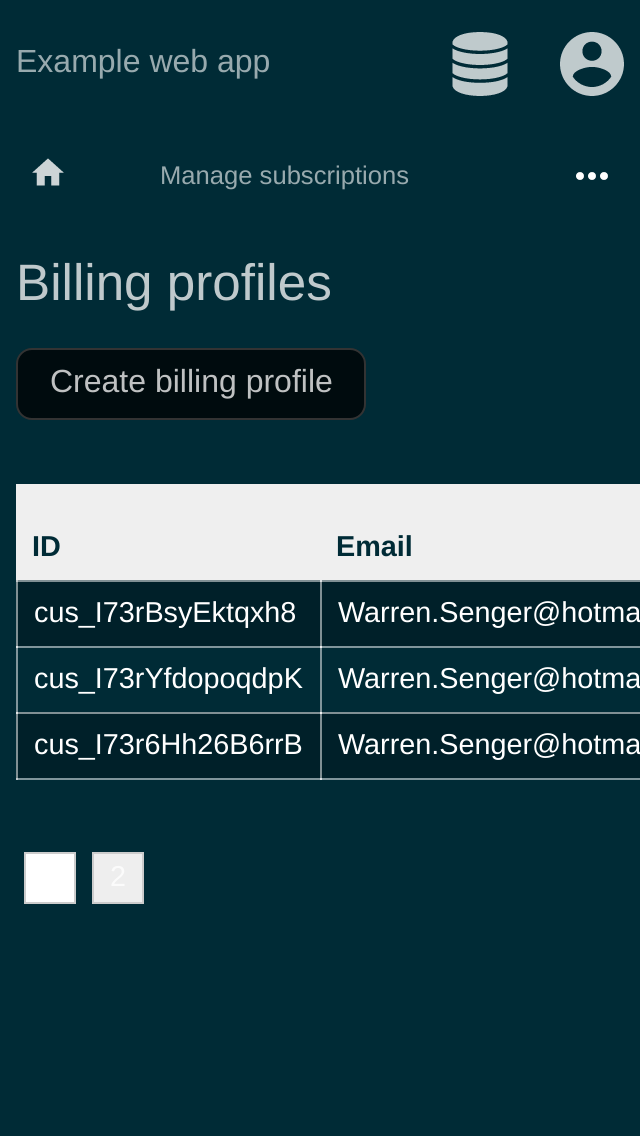 Example web app
Manage subscriptions
Billing profiles
Create billing profile
ID Email
cus_I73rBsyEktqxh8 Warren.Senger@hotma
cus_I73rYfdopoqdpK Warren.Senger@hotma
cus_I73r6Hh26B6rrB Warren.Senger@hotma
2